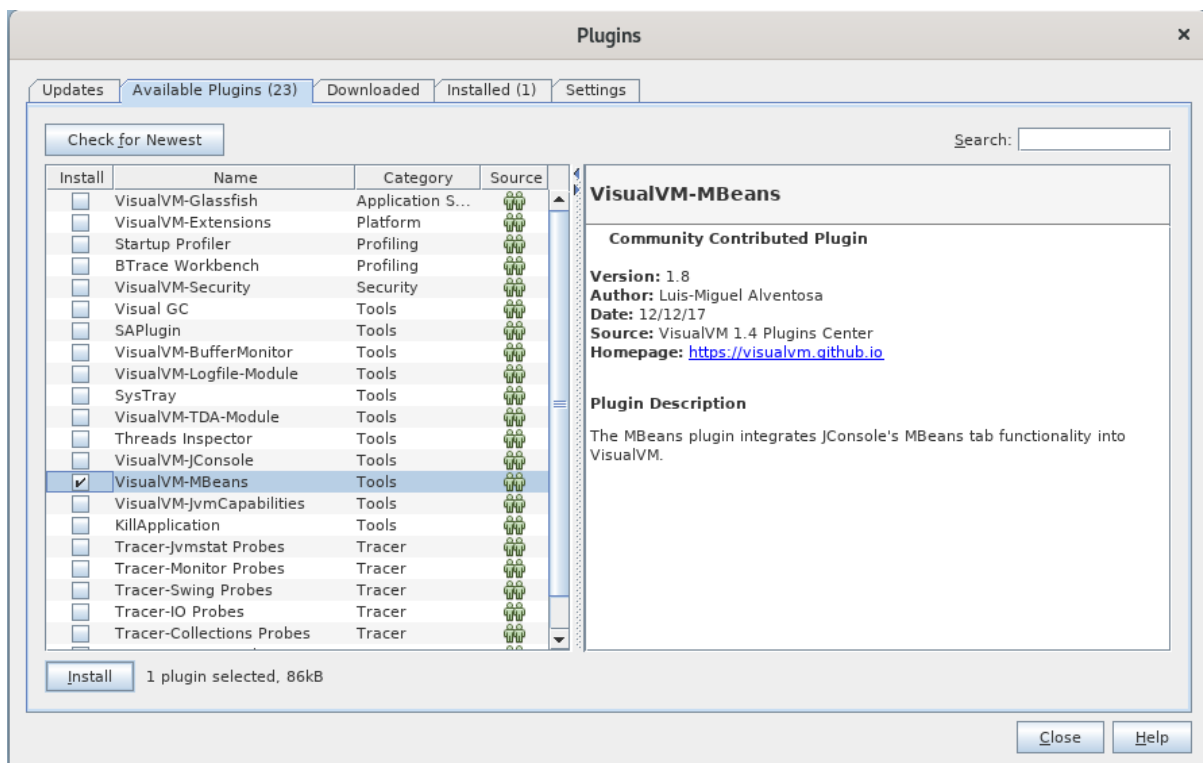 Plugins
Updates Available Plugins (23) Downloaded Installed (1) Settings
Check for Newest Search:
Install Name Category Source
VisualVM-Glassfish Application S...
VisualVM-Extensions Platform
Startup Profiler Profiling
BTrace Workbench Profiling
VisualVM-Security Security
Visual GC Tools
SAPlugin Tools
VisualVM-BufferMonitor Tools
VisualVM-Logfile-Module Tools
SysTray Tools
VisualVM-TDA-Module Tools
Threads Inspector Tools
VisualVM-JConsole Tools
VisualVM-MBeans Tools
VisualVM-JvmCapabilities Tools
KillApplication Tools
Tracer-Jvmstat Probes Tracer
Tracer-Monitor Probes Tracer
Tracer-Swing Probes Tracer
Tracer-IO Probes Tracer
Tracer-Collections Probes Tracer
VisualVM-MBeans
Community Contributed Plugin
Version: 1.8
Author: Luis-Miguel Alventosa
Date: 12/12/17
Source: VisualVM 1.4 Plugins Center
Homepage: https://visualvm.github.io
Plugin Description
The MBeans plugin integrates JConsole's MBeans tab functionality into
VisualVM.
Install 1 plugin selected, 86kB
Close Help